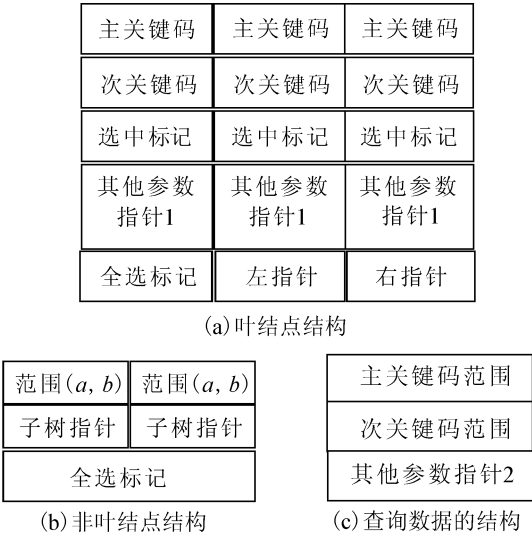 主关键码 主关键码 主关键码
次关键码 次关键码 次关键码
选中标记 选中标记 选中标记
其他参数 其他参数 其他参数
指针1 指针1 指针1
全选标记 左指针 右指针
(a)叶结点结构
范围(a, b) 范围(a, b)
子树指针 子树指针
全选标记
(b)非叶结点结构
主关键码范围
次关键码范围
其他参数指针2
(c)查询数据的结构